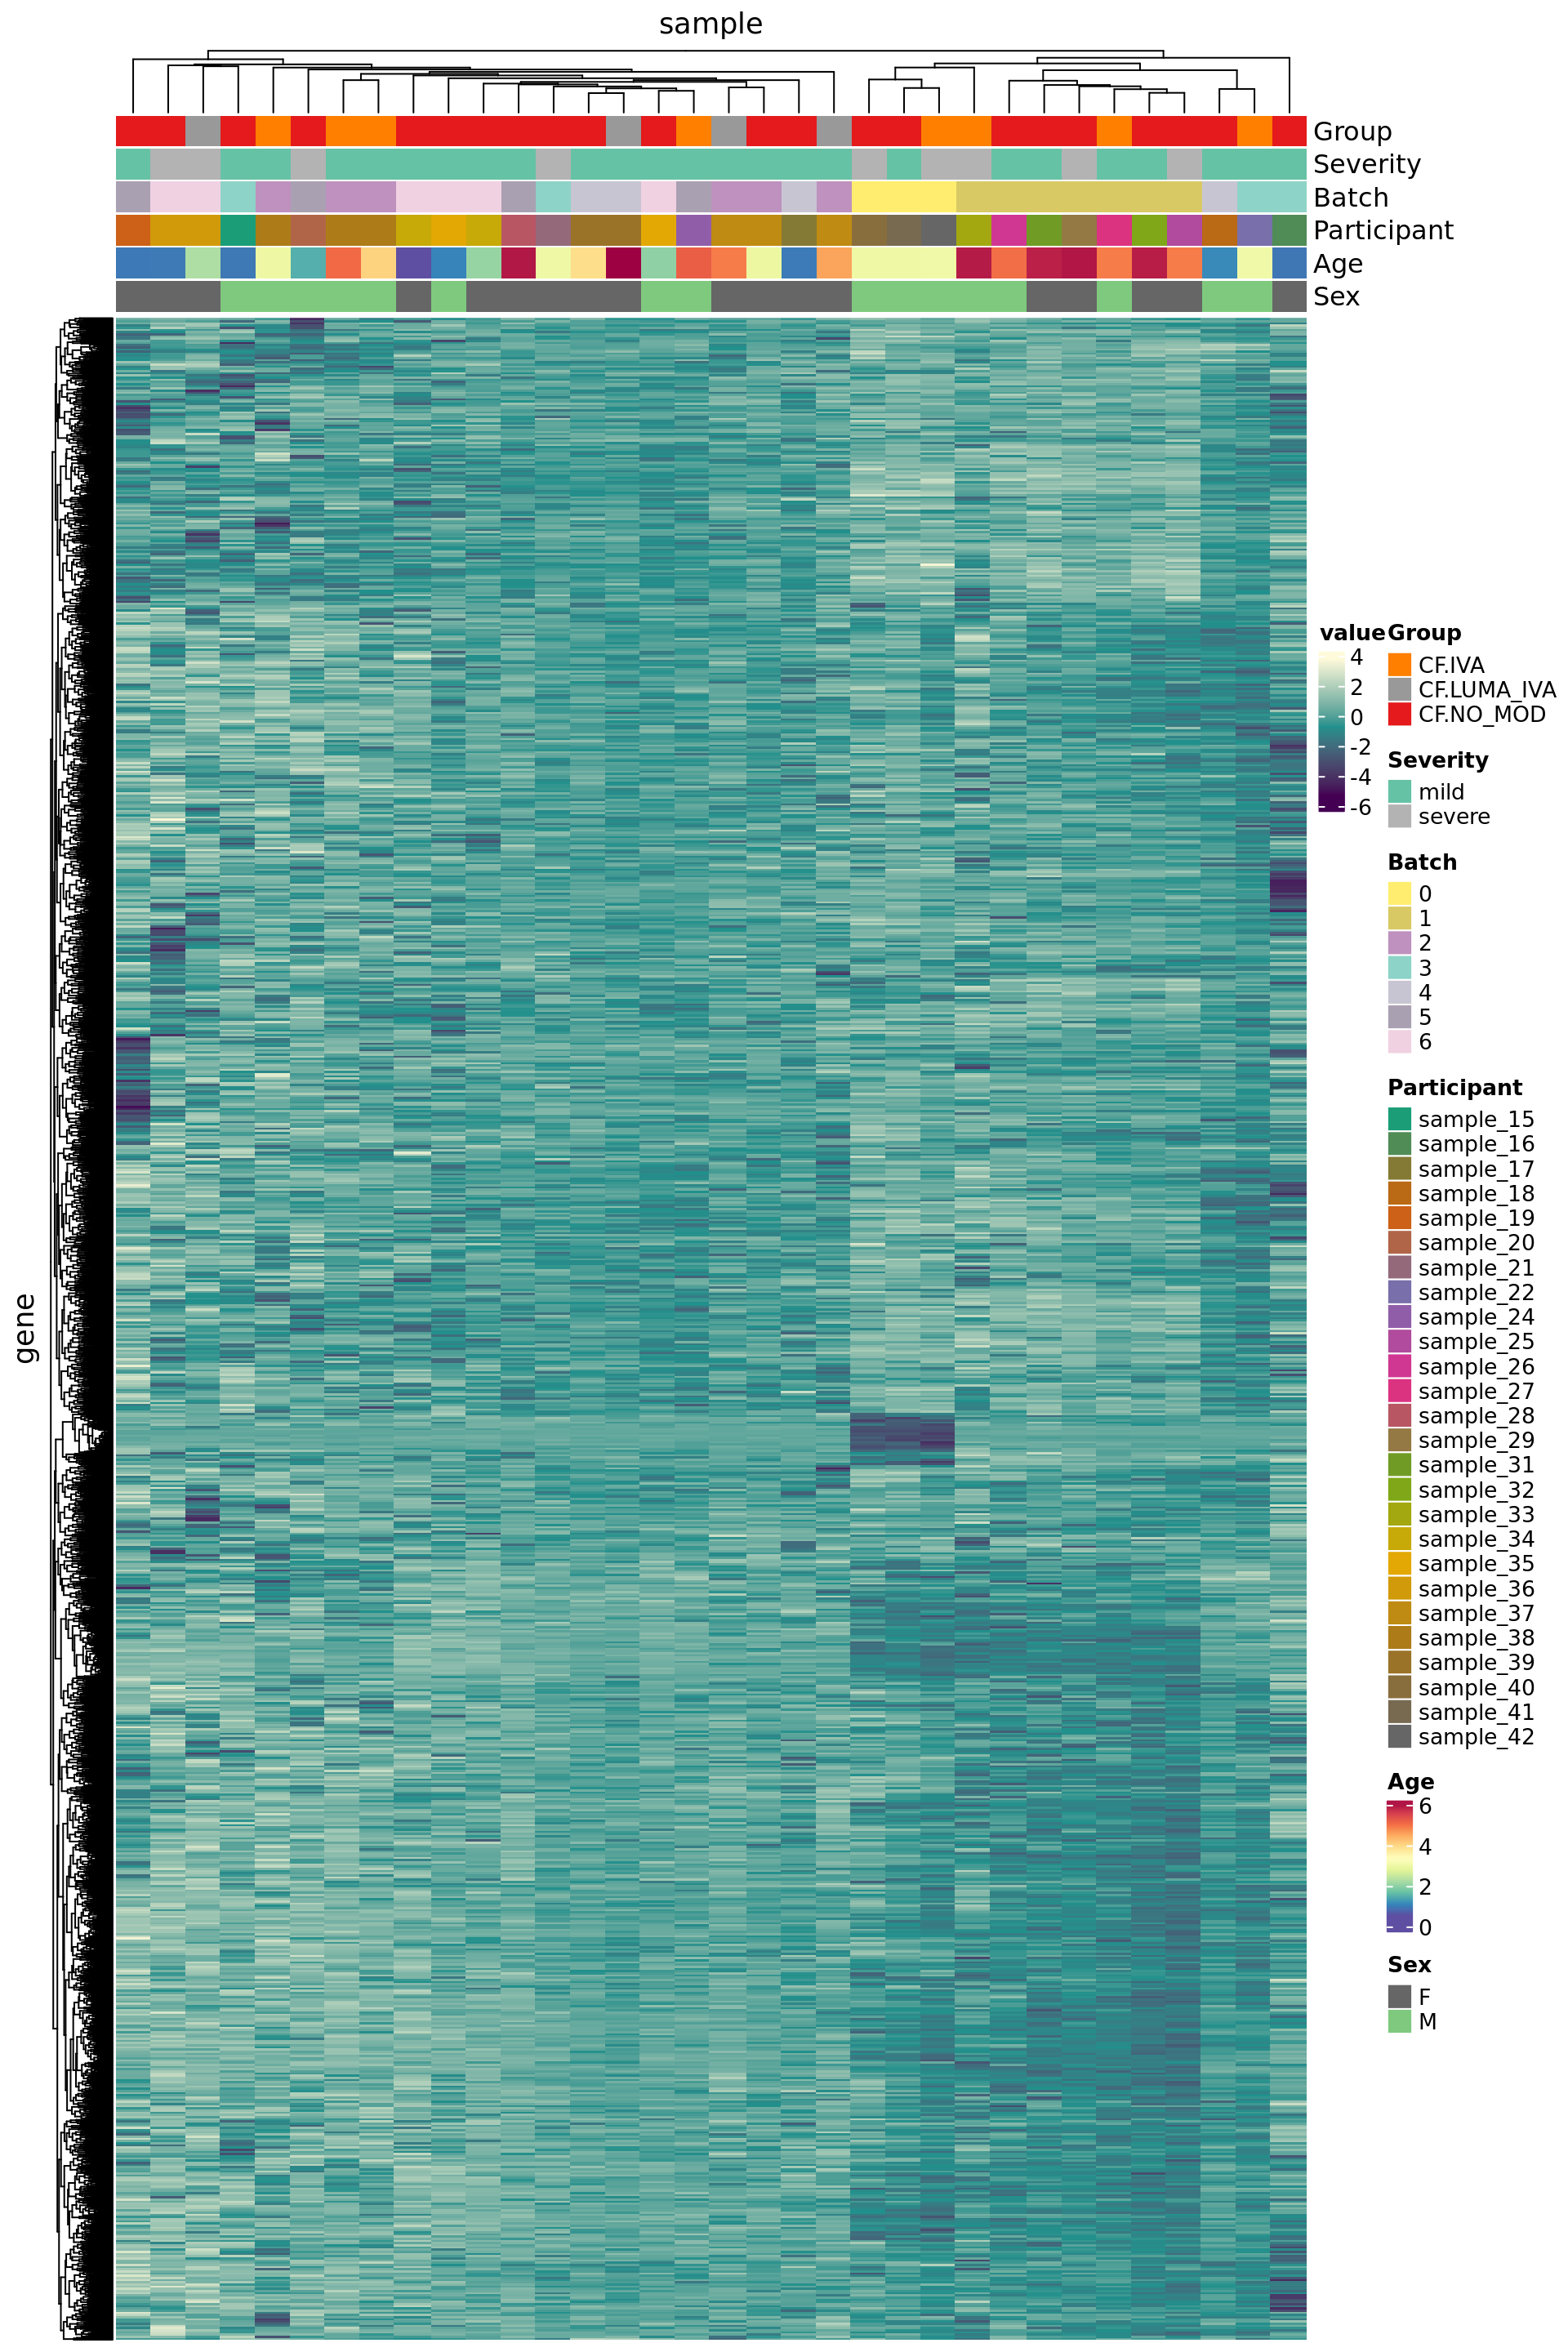 sample
Group
Severity
Batch
Participant
Age
Sex
gene
value
4
2
0
-2
-4
-6
Group
CF.IVA
CF.LUMA_IVA
CF.NO_MOD
Severity
mild
severe
Batch
0
1
2
3
4
5
6
Participant
sample_15
sample_16
sample_17
sample_18
sample_19
sample_20
sample_21
sample_22
sample_24
sample_25
sample_26
sample_27
sample_28
sample_29
sample_31
sample_32
sample_33
sample_34
sample_35
sample_36
sample_37
sample_38
sample_39
sample_40
sample_41
sample_42
Age
6
4
2
0
Sex
F
M